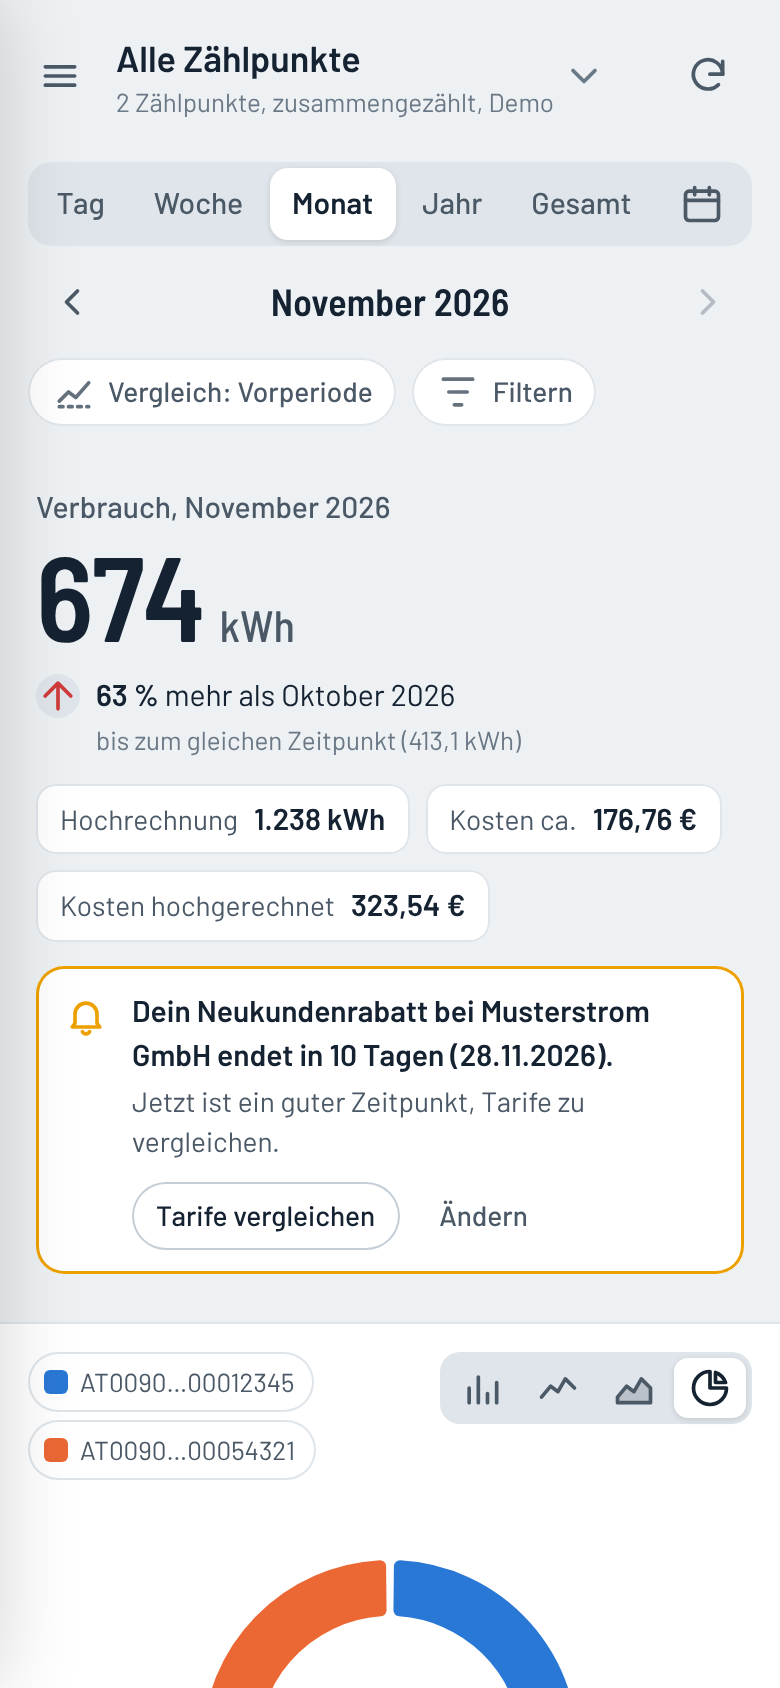 Alle Zählpunkte
2 Zählpunkte, zusammengezählt, Demo
Tag Woche Monat Jahr Gesamt
November 2026
Vergleich: Vorperiode Filtern
Verbrauch, November 2026
674 kWh
63 % mehr als Oktober 2026
bis zum gleichen Zeitpunkt (413,1 kWh)
Hochrechnung 1.238 kWh Kosten ca. 176,76 €
Kosten hochgerechnet 323,54 €
Dein Neukundenrabatt bei Musterstrom
GmbH endet in 10 Tagen (28.11.2026).
Jetzt ist ein guter Zeitpunkt, Tarife zu
vergleichen.
Tarife vergleichen Ändern
AT0090...00012345
AT0090...00054321